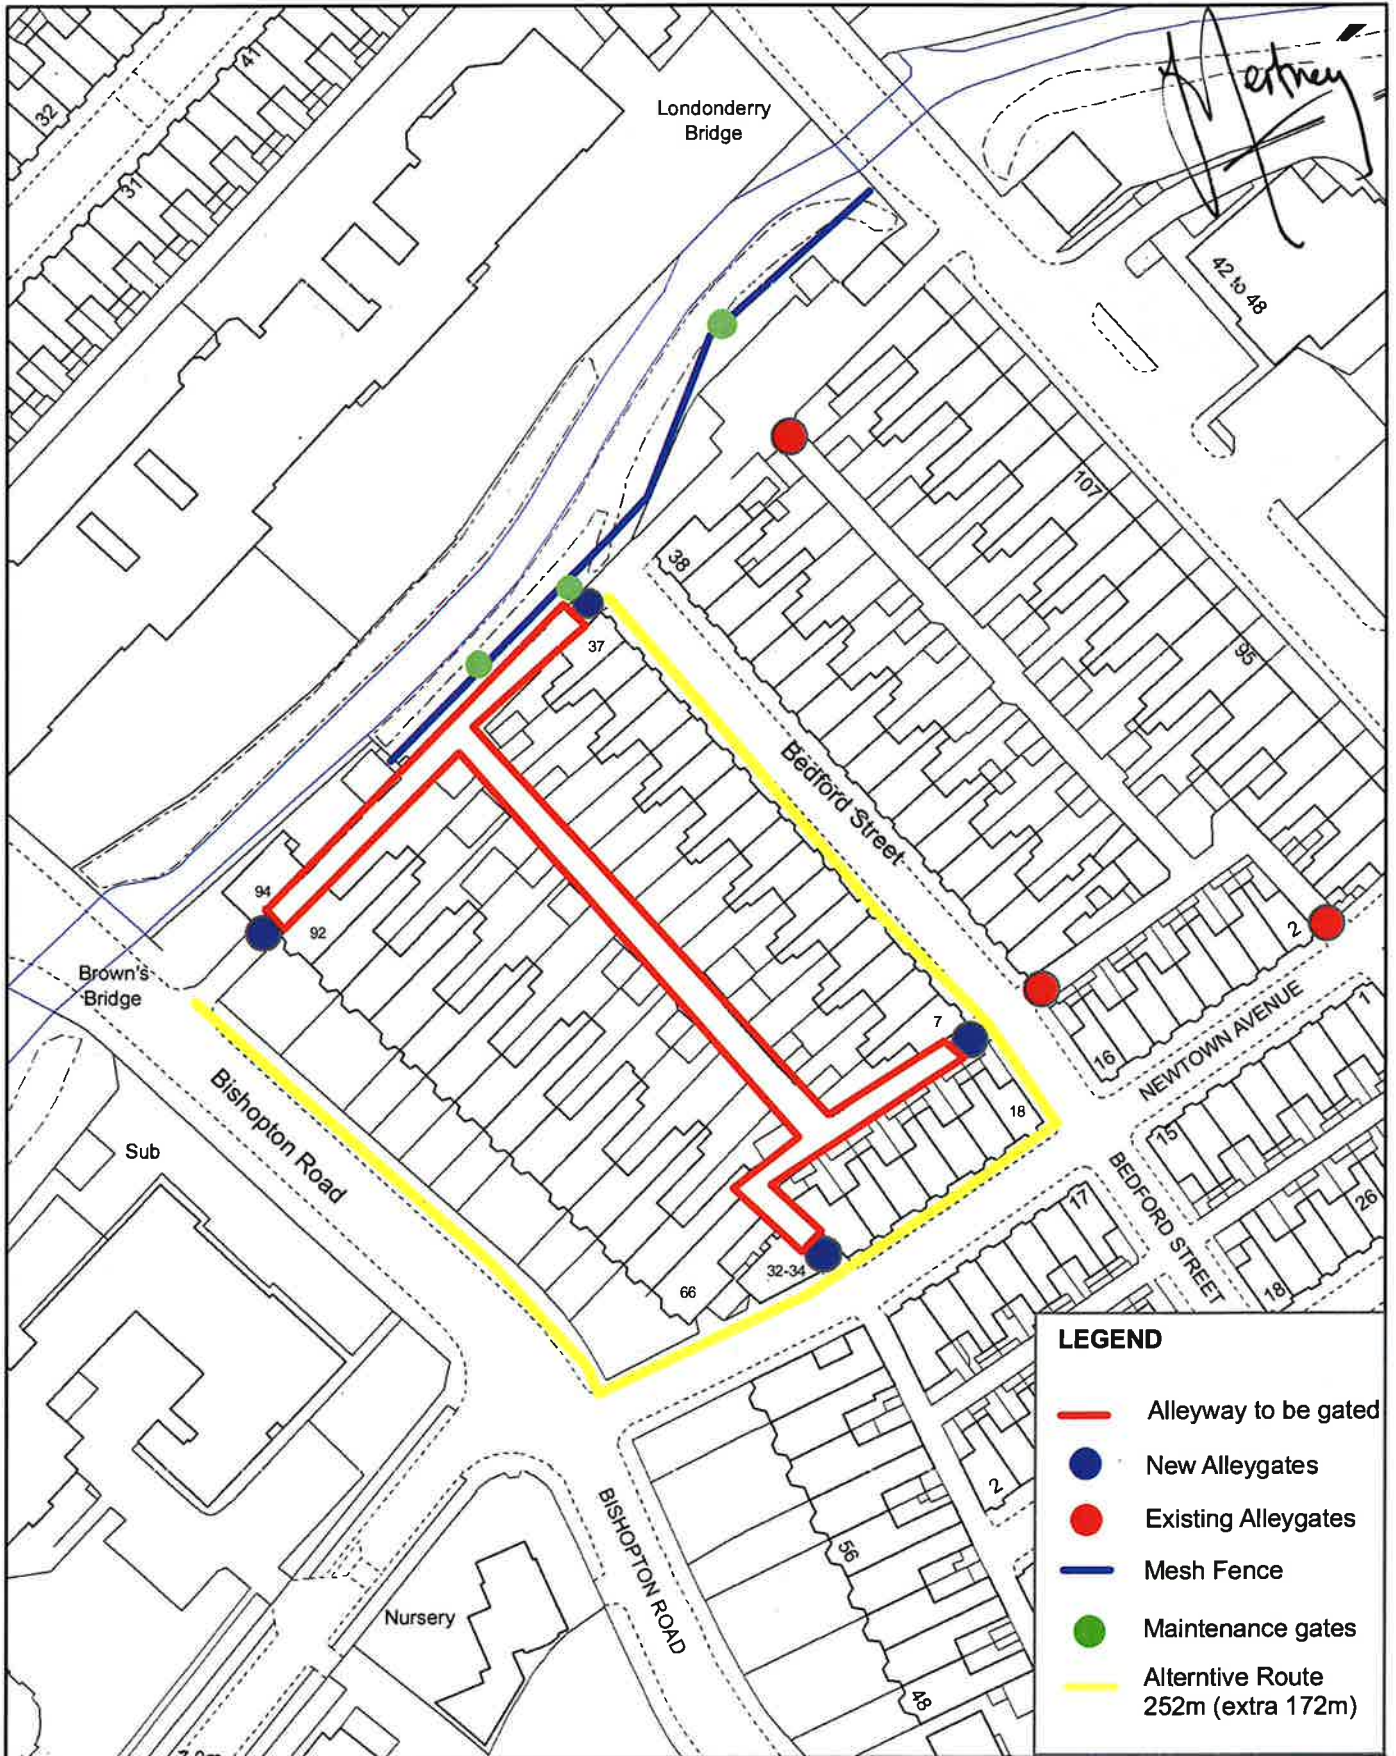 41
32
31
Londonderry
Bridge
42 to 48
107
38
95
37
Bedford Street
94
92
2
Brown's
Bridge
7
16
NEWTOWN AVENUE
1
Bishopton Road
18
15
Sub
BEDFORD STREET
17
26
32-34
66
18
LEGEND
Alleyway to be gated
New Alleygates
Existing Alleygates
Mesh Fence
Maintenance gates
Alterntive Route
252m (extra 172m)
2
BISHOPTON ROAD
56
Nursery
48